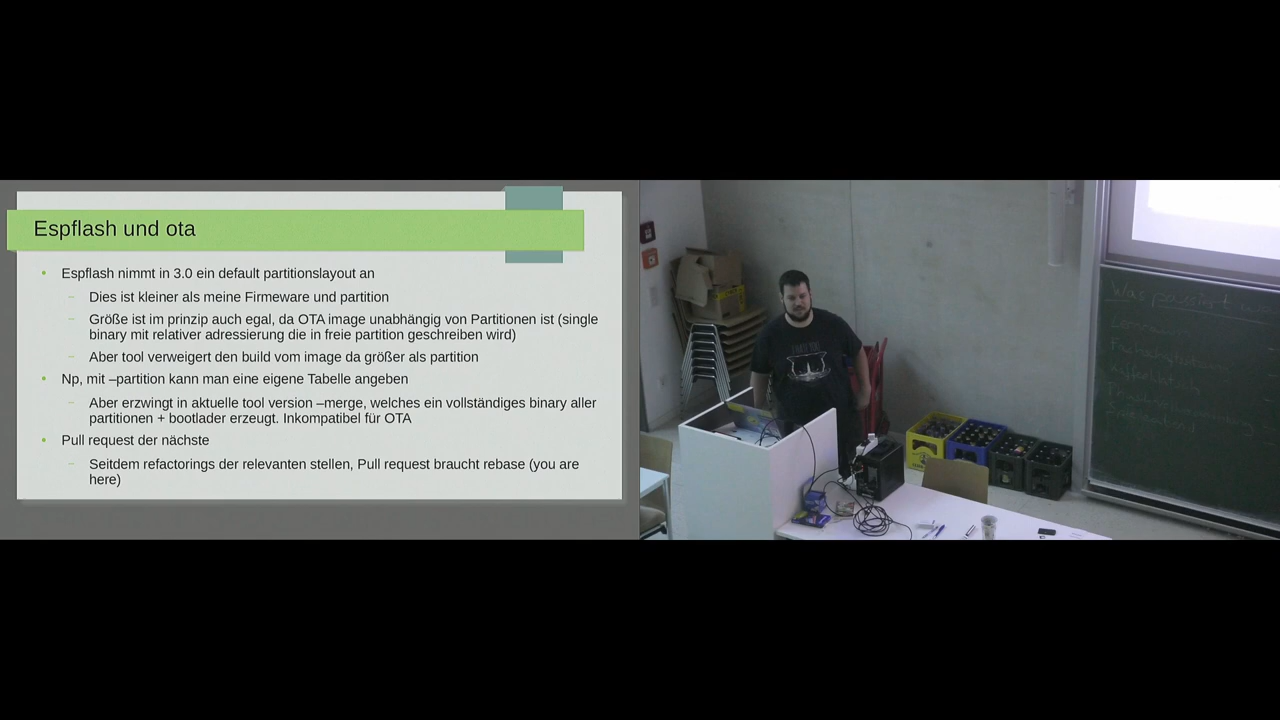 Espflash und ota
Espflash nimmt in 3.0 ein default partitionslayout an
Dies ist kleiner als meine Firmeware und partition
Größe ist im prinzip auch egal, da OTA image unabhängig von Partitionen ist (single
binary mit relativer adressierung die in freie partition geschreiben wird)
Aber tool verweigert den build vom image da größer als partition
Np, mit –partition kann man eine eigene Tabelle angeben
Aber erzwingt in aktuelle tool version –merge, welches ein vollständiges binary aller
partitionen + bootlader erzeugt. Inkompatibel für OTA
Pull request der nächste
Seitdem refactorings der relevanten stellen, Pull request braucht rebase (you are
here)
Was passiert